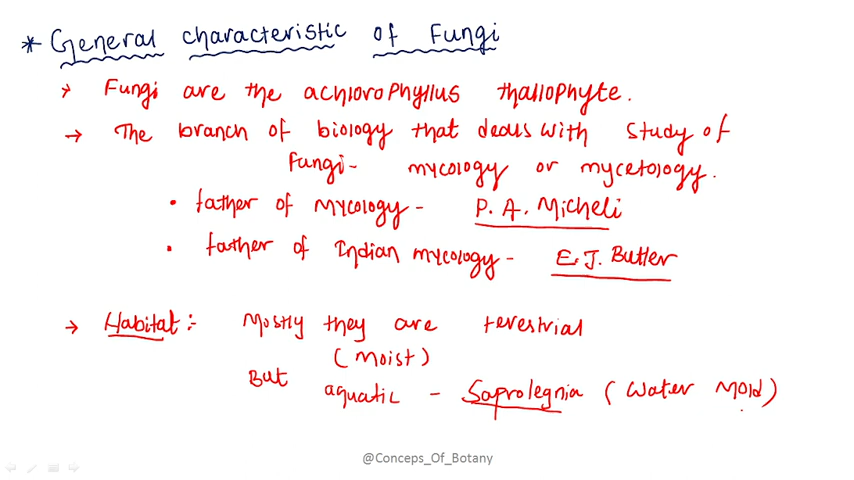 * General characteristic of Fungi
→ Fungi are the achlorophyllus thallophyte.
→ The branch of biology that deals with study of
Fungi- mycology or mycetology.
• father of Mycology - P. A. Micheli
• father of Indian mycology - E. J. Butler
→ Habitat :- Mostly they are terestrial
(Moist)
But aquatic - Saprolegnia (Water Mold)
@Conceps_Of_Botany